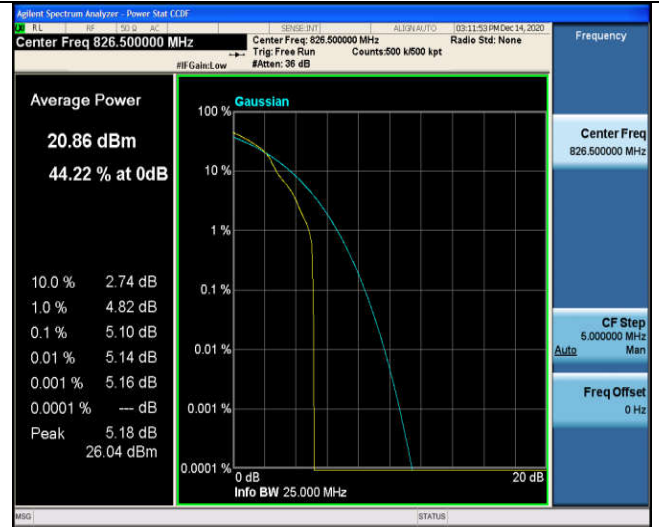 Agilent Spectrum Analyzer - Power Stat CCDF
RL RF 50 Ω AC SENSE:INT ALIGN AUTO 03:11:53 PM Dec 14, 2020
Center Freq 826.500000 MHz
Center Freq: 826.500000 MHz
Radio Std: None
Trig: Free Run Counts:500 k/500 kpt
#IFGain:Low #Atten: 36 dB
Frequency
Average Power
20.86 dBm
44.22 % at 0dB
10.0 % 2.74 dB
1.0 % 4.82 dB
0.1 % 5.10 dB
0.01 % 5.14 dB
0.001 % 5.16 dB
0.0001 % --- dB
Peak 5.18 dB
26.04 dBm
Gaussian
100 %
10 %
1 %
0.1 %
0.01 %
0.001 %
0.0001 %
0 dB 20 dB
Info BW 25.000 MHz
Center Freq
826.500000 MHz
CF Step
5.000000 MHz
Auto Man
Freq Offset
0 Hz
MSG STATUS